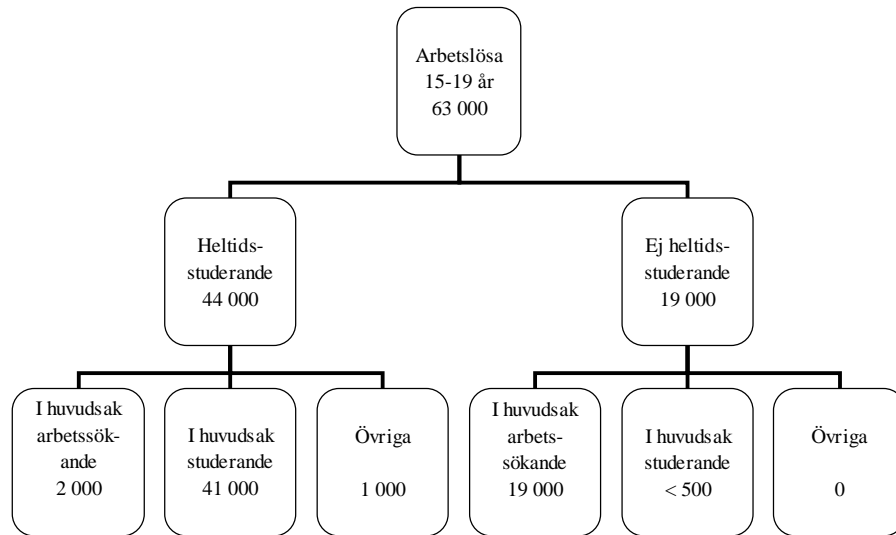 Arbetslösa
15-19 år
63 000
Heltids-
studerande
44 000
Ej heltids-
studerande
19 000
I huvudsak
arbetssök-
ande
2 000
I huvudsak
studerande
41 000
Övriga
1 000
I huvudsak
arbets-
sökande
19 000
I huvudsak
studerande
< 500
Övriga
0